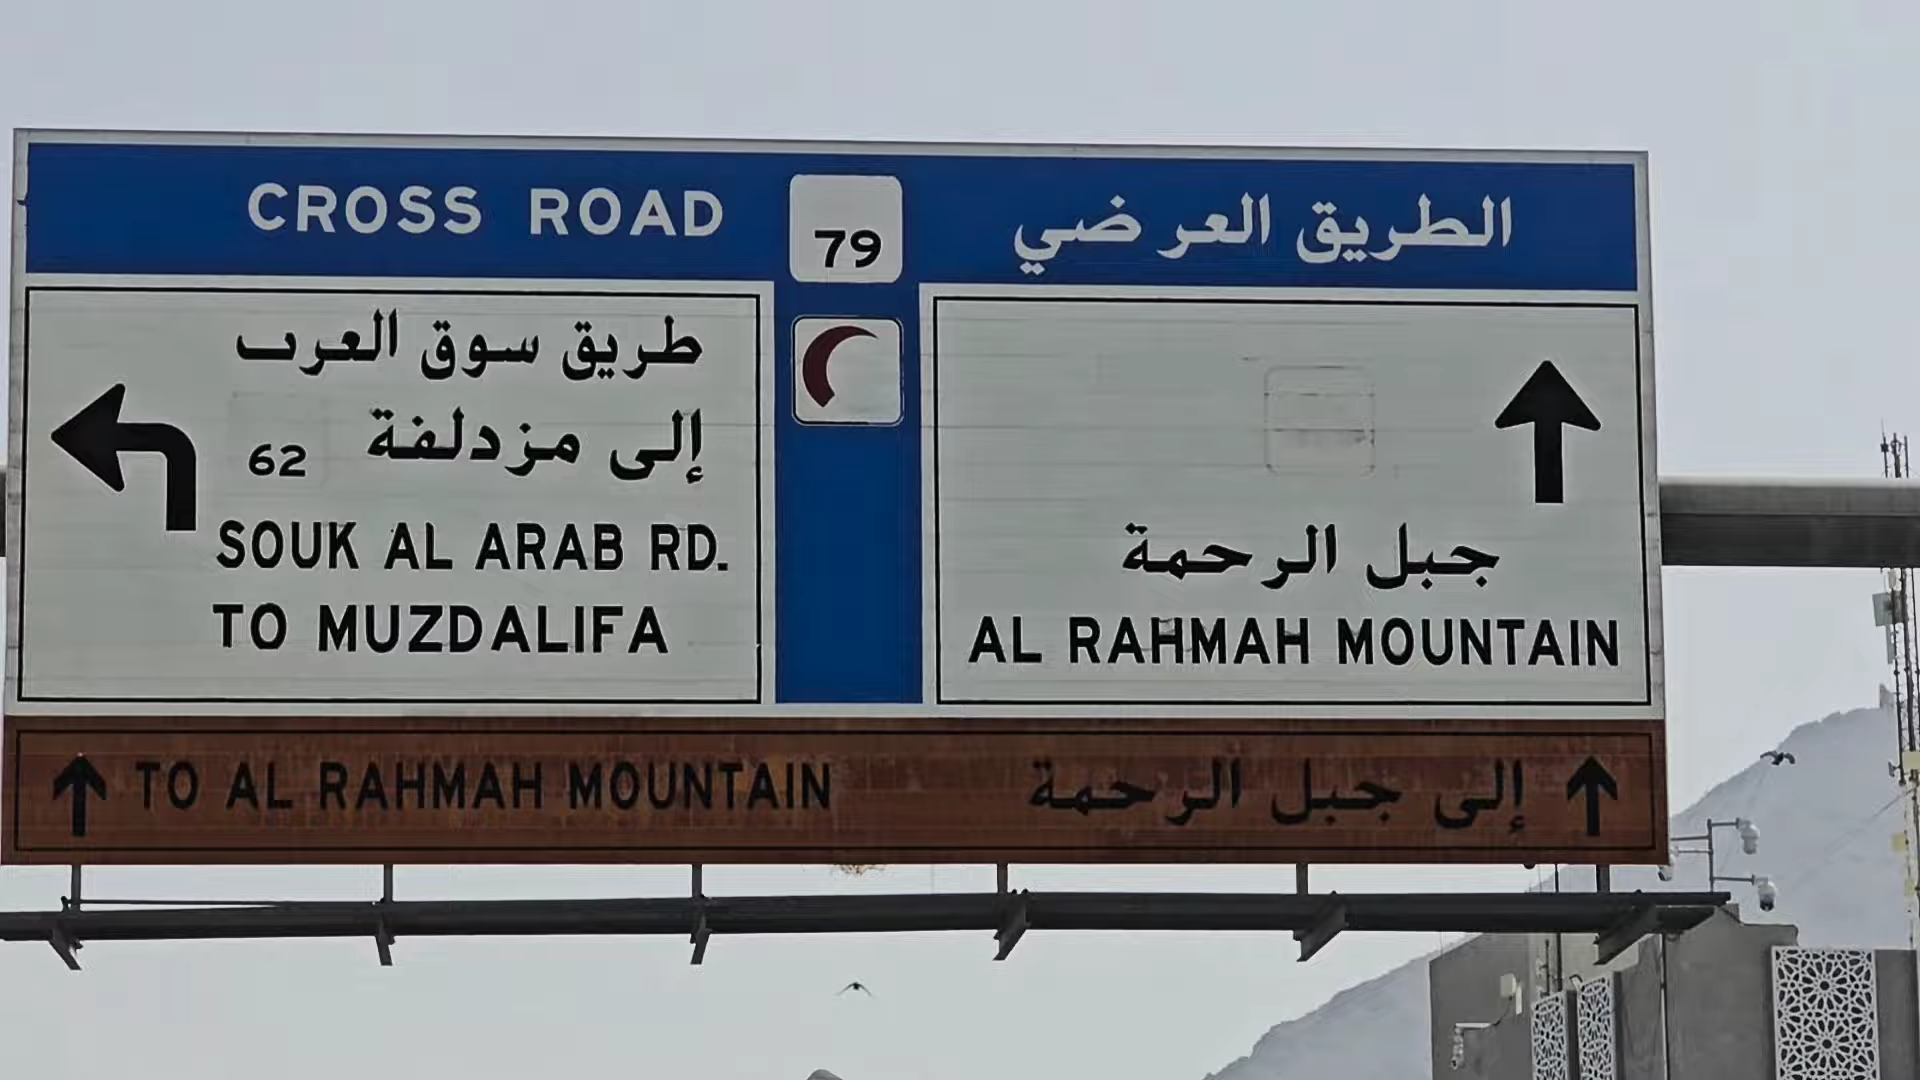 CROSS ROAD 79 الطريق العرضي
طريق سوق العرب
إلى مزدلفة 62
SOUK AL ARAB RD.
TO MUZDALIFA
جبل الرحمة
AL RAHMAH MOUNTAIN
TO AL RAHMAH MOUNTAIN إلى جبل الرحمة